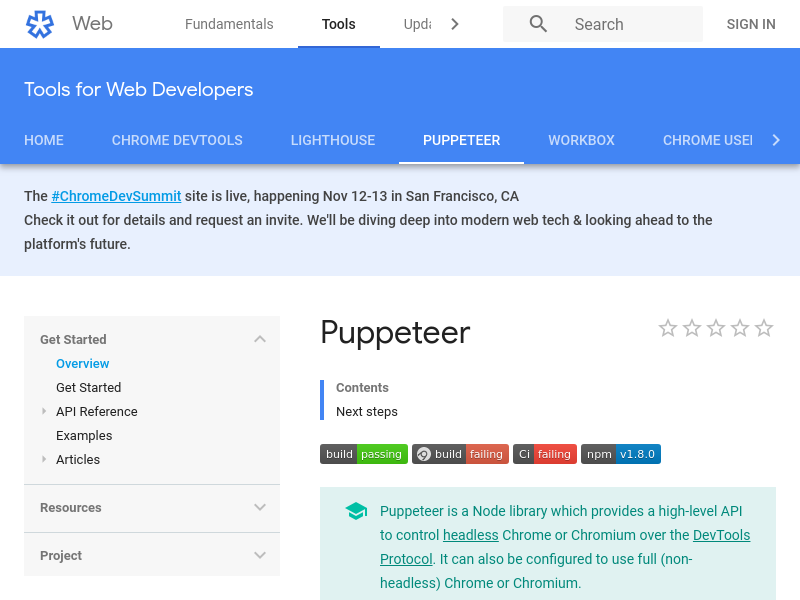 Web
Fundamentals
Tools
Upda
Search
SIGN IN
Tools for Web Developers
HOME
CHROME DEVTOOLS
LIGHTHOUSE
PUPPETEER
WORKBOX
CHROME USE
The #ChromeDevSummit site is live, happening Nov 12-13 in San Francisco, CA
Check it out for details and request an invite. We'll be diving deep into modern web tech & looking ahead to the
platform's future.
Get Started
Overview
Get Started
API Reference
Examples
Articles
Resources
Project
Puppeteer
Contents
Next steps
build passing
build failing
Ci failing
npm v1.8.0
Puppeteer is a Node library which provides a high-level API
to control headless Chrome or Chromium over the DevTools
Protocol. It can also be configured to use full (non-
headless) Chrome or Chromium.